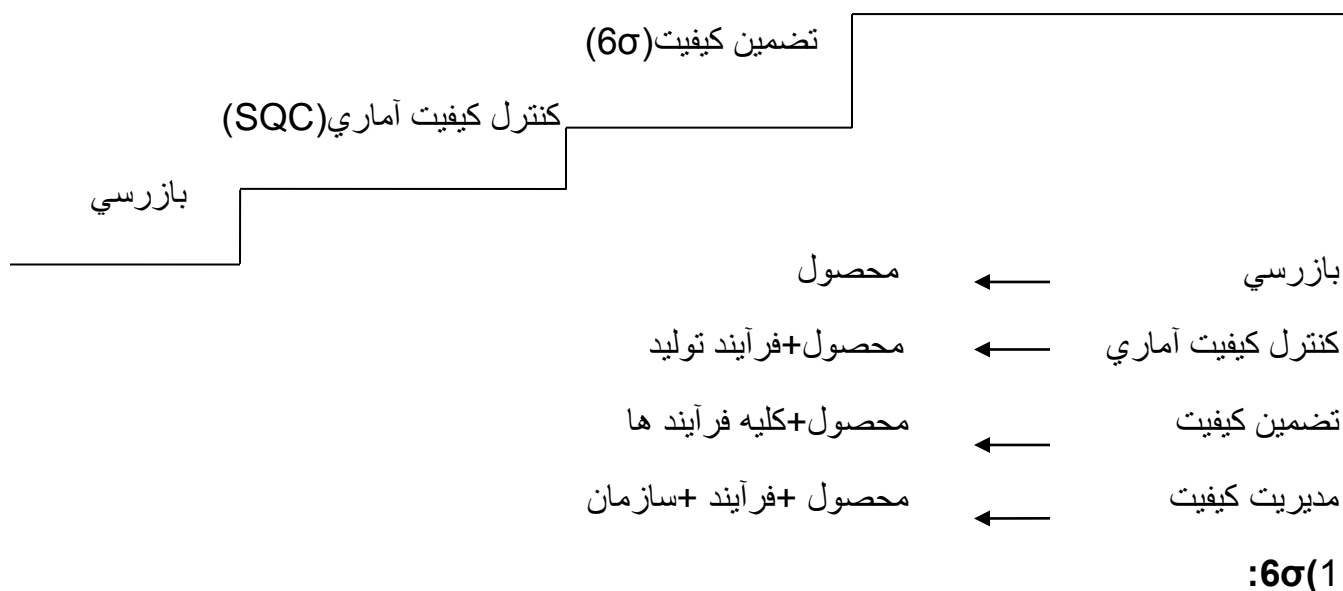 تضمين كيفيت(6σ)
كنترل كيفيت آماري(SQC)
بازرسي
بازرسي ← محصول
كنترل كيفيت آماري ← محصول+فرآيند توليد
تضمين كيفيت ← محصول+كليه فرآيند ها
مديريت كيفيت ← محصول +فرآيند +سازمان
1)6σ: